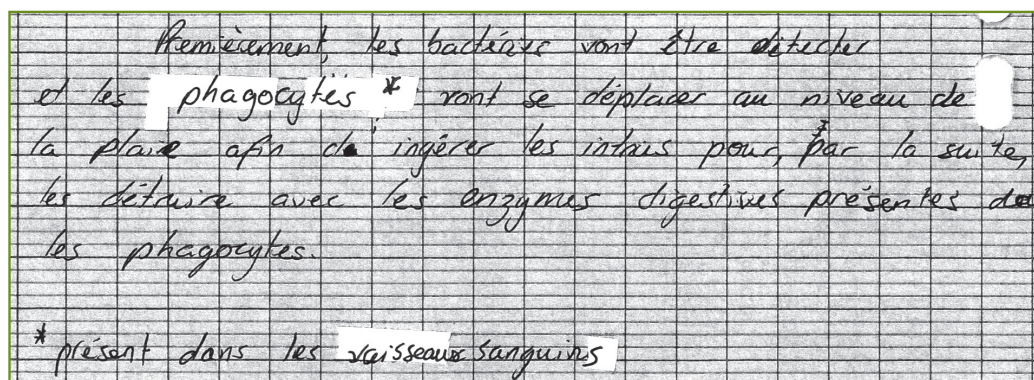 Premièrement, les bactéries vont être détecter
et les phagocytes * vont se déplacer au niveau de
la plaie afin de ingérer les intrus pour, par la suite,
les détruire avec les enzymes digestives présentes
les phagocytes.
* présent dans les vaisseaux sanguins